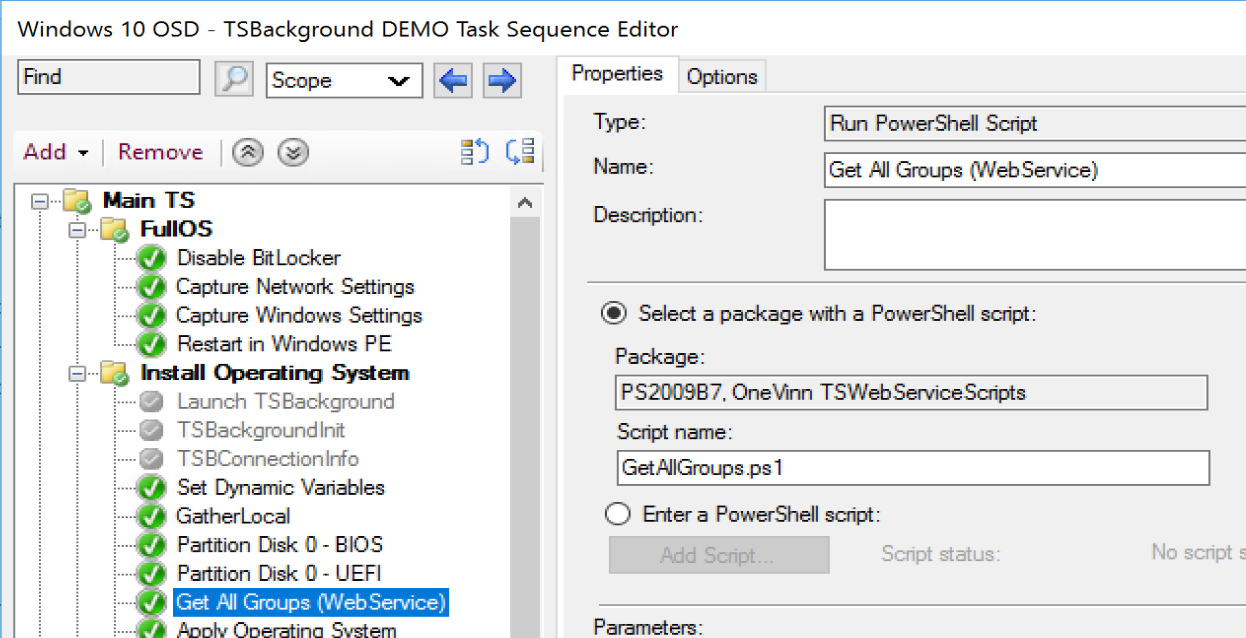 Windows 10 OSD - TSBackground DEMO Task Sequence Editor
Find
Scope
Add
Remove
Main TS
FullOS
Disable BitLocker
Capture Network Settings
Capture Windows Settings
Restart in Windows PE
Install Operating System
Launch TSBackground
TSBackgroundInit
TSBConnectionInfo
Set Dynamic Variables
GatherLocal
Partition Disk 0 - BIOS
Partition Disk 0 - UEFI
Get All Groups (WebService)
Apply Operating System
Properties
Options
Type:
Run PowerShell Script
Name:
Get All Groups (WebService)
Description:
Select a package with a PowerShell script:
Package:
PS2009B7, OneVinn TSWebServiceScripts
Script name:
GetAllGroups.ps1
Enter a PowerShell script:
Add Script...
Script status:
No script s
Parameters: